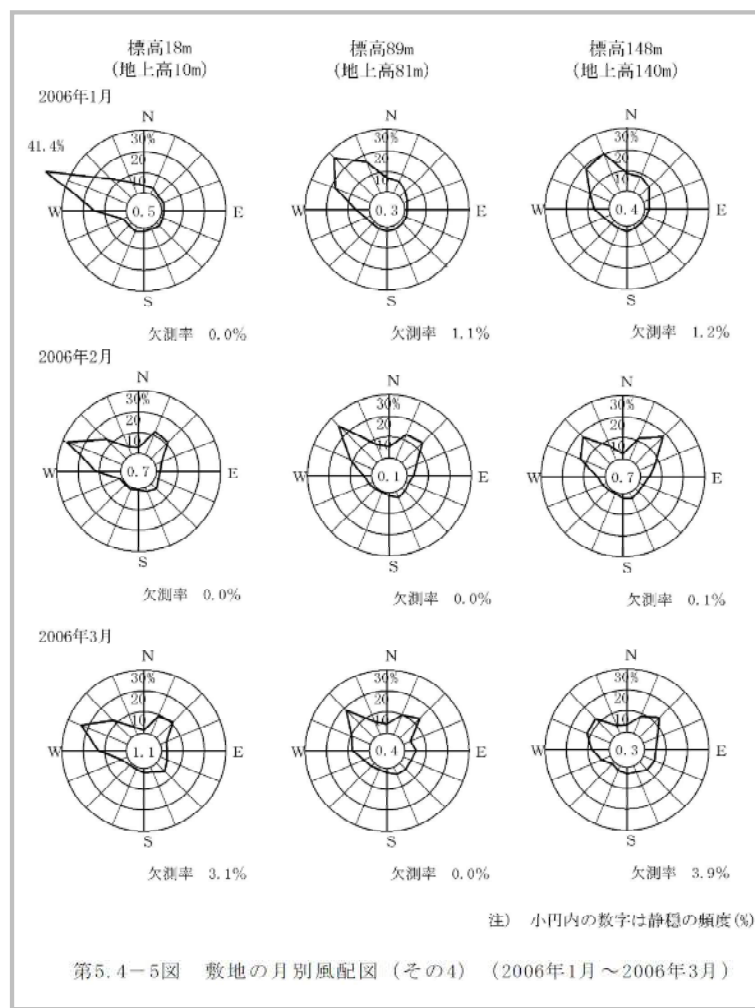 標高18m 標高89m 標高148m
(地上高10m) (地上高81m) (地上高140m)
2006年1月
N N N
41.4%
30% 30% 30%
20 20 20
10 10 10
W 0.5 E W 0.3 E W 0.4 E
S S S
欠測率 0.0% 欠測率 1.1% 欠測率 1.2%
2006年2月
N N N
30% 30% 30%
20 20 20
10 10 10
W 0.7 E W 0.1 E W 0.7 E
S S S
欠測率 0.0% 欠測率 0.0% 欠測率 0.1%
2006年3月
N N N
30% 30% 30%
20 20 20
10 10 10
W 1.1 E W 0.4 E W 0.3 E
S S S
欠測率 3.1% 欠測率 0.0% 欠測率 3.9%
注) 小円内の数字は静穏の頻度(%)
第5.4-5図 敷地の月別風配図 (その4) (2006年1月～2006年3月)